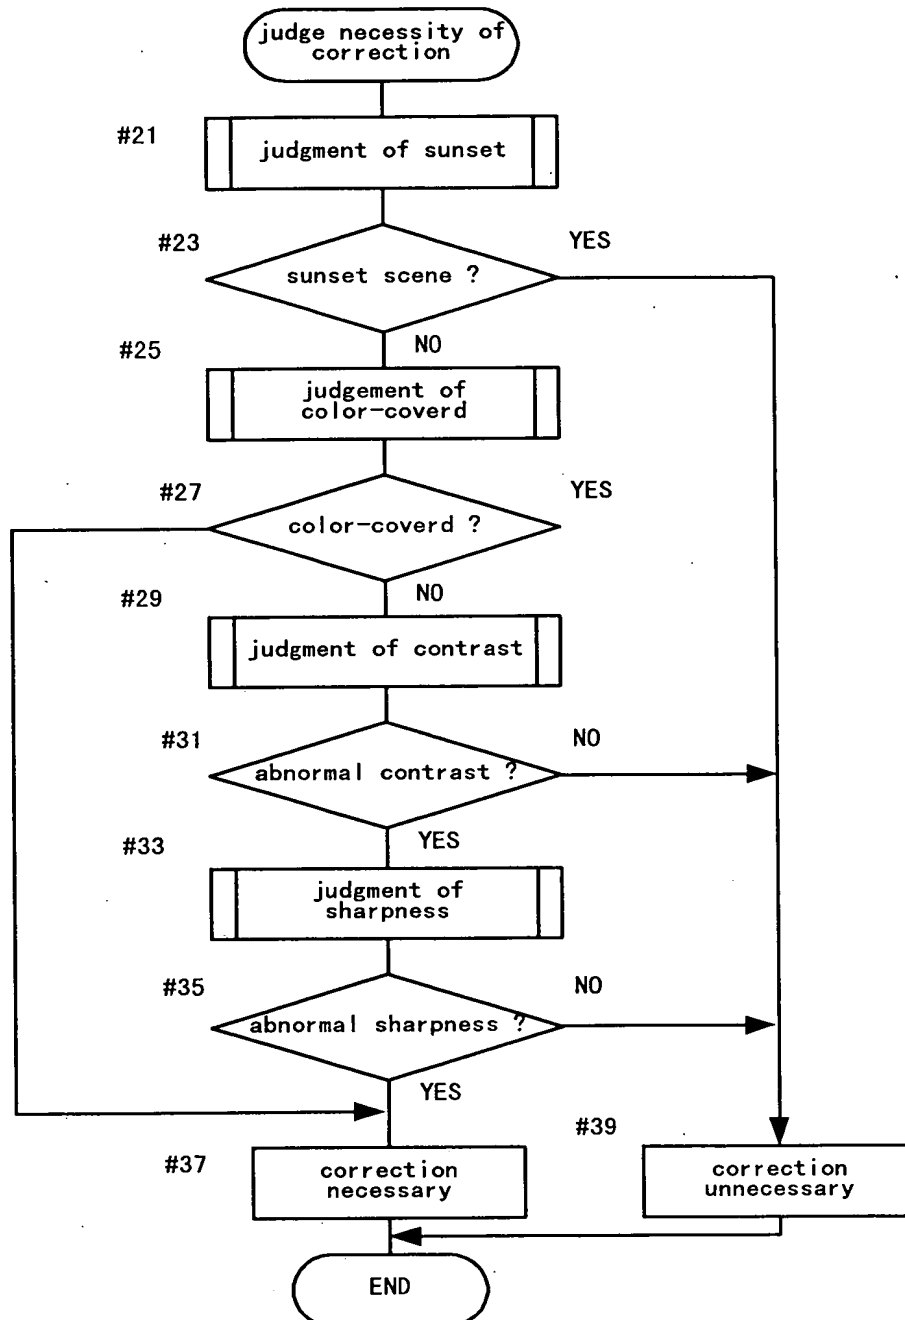 judge necessity of
correction
#21
judgment of sunset
#23
YES
sunset scene ?
NO
#25
judgement of
color-coverd
#27
YES
color-coverd ?
NO
#29
judgment of contrast
#31
NO
abnormal contrast ?
YES
#33
judgment of
sharpness
#35
NO
abnormal sharpness ?
YES
#39
#37
correction
necessary
correction
unnecessary
END